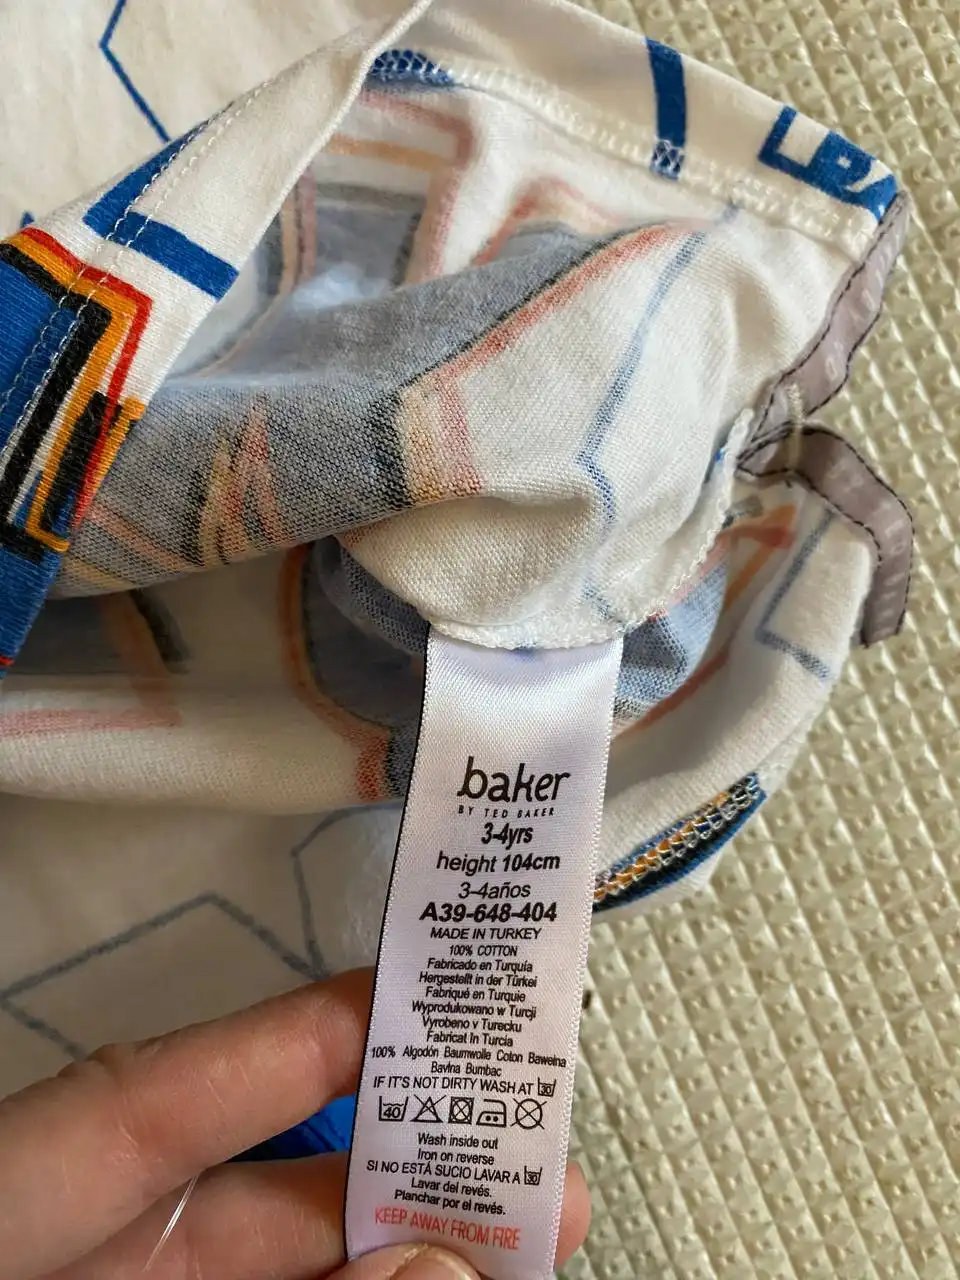 baker
BY TED BAKER
3-4yrs
height 104cm
3-4años
A39-648-404
MADE IN TURKEY
100% COTTON
Fabricado en Turquía
Hergestellt in der Türkei
Fabriqué en Turquie
Wyprodukowano w Turcji
Vyrobeno v Turecku
Fabricat în Turcia
100% Algodón Baumwolle Coton Bawełna
Bavlna Bumbac
IF IT'S NOT DIRTY WASH AT 30
40
Wash inside out
Iron on reverse
SI NO ESTÁ SUCIO LAVAR A 30
Lavar del revés.
Planchar por el revés.
KEEP AWAY FROM FIRE